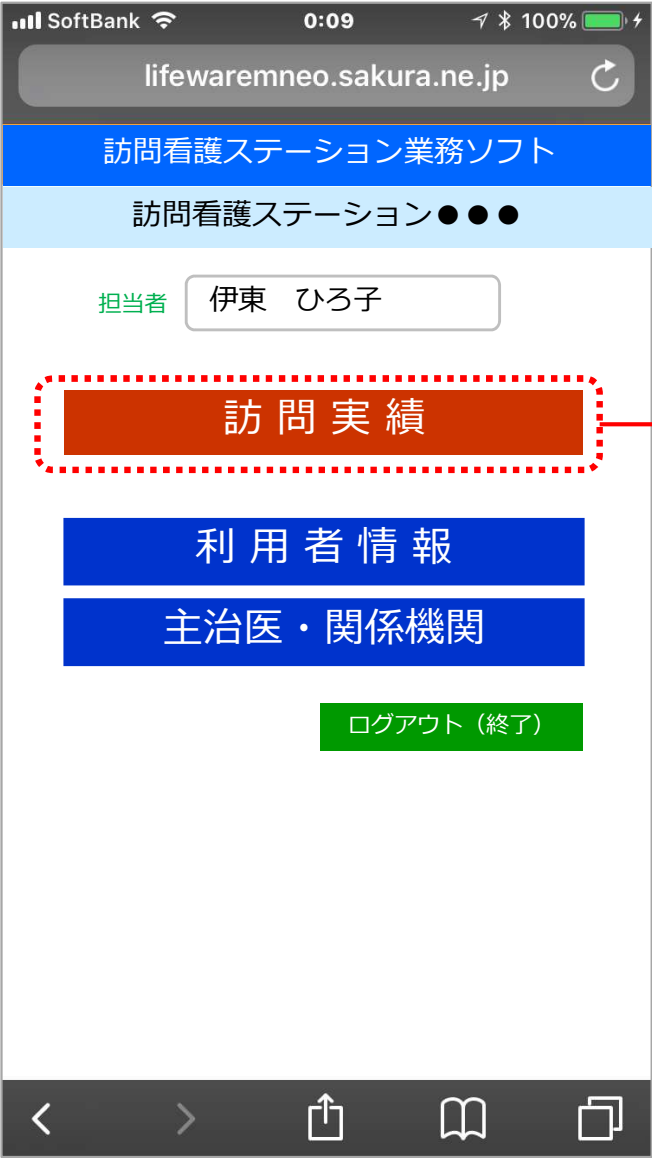 SoftBank 0:09 100%
lifewaremneo.sakura.ne.jp
訪問看護ステーション業務ソフト
訪問看護ステーション●●●
担当者 伊東　ひろ子
訪問実績
利用者情報
主治医・関係機関
ログアウト（終了）